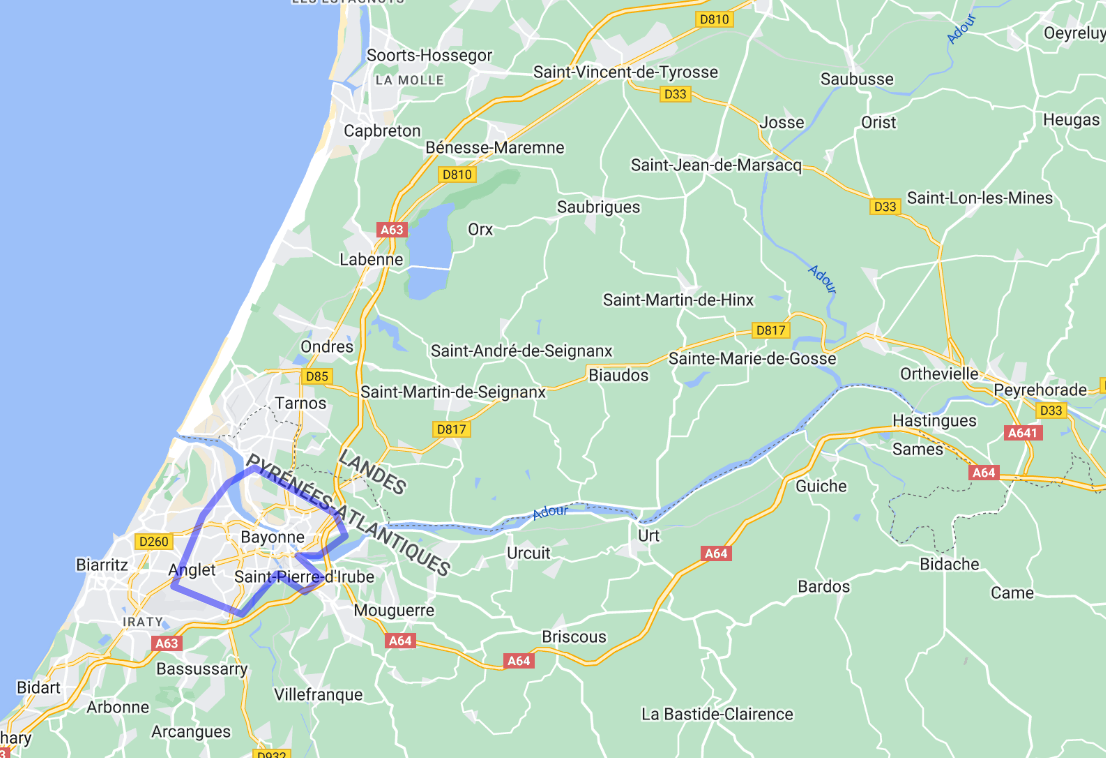 D810
Adour
Oeyreluy
Soorts-Hossegor
LA MOLLE
Saint-Vincent-de-Tyrosse
Saubusse
D33
Capbreton
Josse
Orist
Heugas
Bénesse-Maremne
D810
Saint-Jean-de-Marsacq
Saubrigues
D33
Saint-Lon-les-Mines
A63
Orx
Labenne
Adour
Saint-Martin-de-Hinx
D817
Ondres
Saint-André-de-Seignanx
Sainte-Marie-de-Gosse
D85
Biaudos
Orthevielle
Saint-Martin-de-Seignanx
Peyrehorade
Tarnos
D33
D817
Hastingues
A641
Sames
LANDES
PYRÉNÉES-ATLANTIQUES
A64
Guiche
Adour
D260
Bayonne
Urt
Urcuit
A64
Biarritz
Anglet
Saint-Pierre-d'Irube
Bidache
Bardos
Came
Mouguerre
IRATY
A63
A64
Briscous
A64
Bassussarry
Bidart
Villefranque
Arbonne
La Bastide-Clairence
Arcangues
hary
3
D932